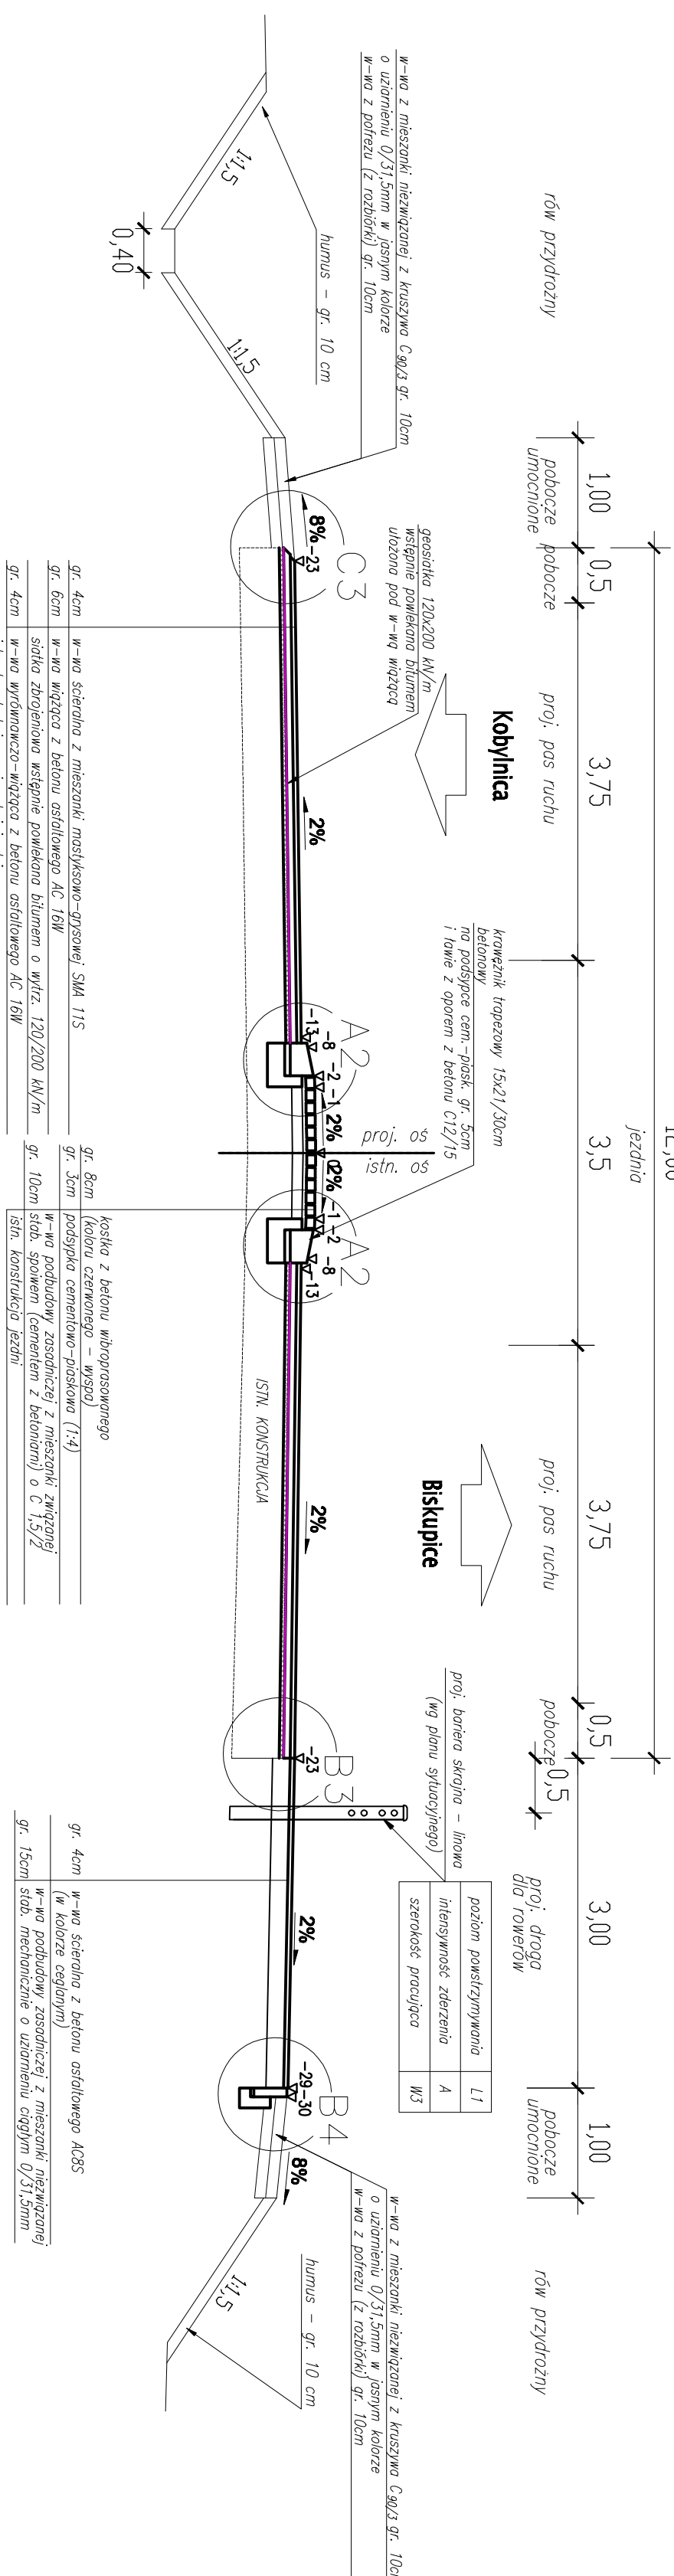 12,00
jezdnia
1,00
0,5
3,75
3,5
3,75
0,5
0,5
3,00
1,00
rów przydrożny
pobocze
umocnione
pobocze
proj. pas ruchu
proj. pas ruchu
pobocze
proj. droga
dla rowerów
pobocze
umocnione
rów przydrożny
Kobylnica
Biskupice
w-wa z mieszanki niezwiązanej z kruszywa C90/3 gr. 10cm
o uziarnieniu 0/31,5mm w jasnym kolorze
w-wa z pofrezu (z rozbiórki) gr. 10cm
humus - gr. 10 cm
1:1,5
0,40
1:1,5
geosiatka 120x200 kN/m
wstępnie powlekana bitumem
ułożona pod w-wą wiążącą
krawężnik trapezowy 15x21/30cm
betonowy
na podsypce cem.-piask. gr. 5cm
i ławie z oporem z betonu C12/15
proj. oś
istn. oś
proj. bariera skrajna - linowa
(wg planu sytuacyjnego)
poziom powstrzymywania L1
intensywność zderzenia A
szerokość pracująca W3
8%
-23
C3
2%
A2
-13
-8
-2
-1
2%
2%
-1
-2
-8
-13
A2
ISTN. KONSTRUKCJA
2%
-23
B3
2%
-29
-30
B4
8%
w-wa z mieszanki niezwiązanej z kruszywa C90/3 gr.
o uziarnieniu 0/31,5mm w jasnym kolorze
w-wa z pofrezu (z rozbiórki) gr. 10cm
humus - gr. 10 cm
1:1,5
gr. 4cm w-wa ścieralna z mieszanki mastyksowo-grysowej SMA 11S
gr. 6cm w-wa wiążąca z betonu asfaltowego AC 16W
siatka zbrojeniowa wstępnie powlekana bitumem o wytrz. 120/200 kN/m
gr. 4cm w-wa wyrównawczo-wiążąca z betonu asfaltowego AC 16W
kostka z betonu wibroprasowanego
gr. 8cm (koloru czerwonego - wyspa)
gr. 3cm podsypka cementowo-piaskowa (1:4)
w-wa podbudowy zasadniczej z mieszanki związanej
gr. 10cm stab. spoiwem (cementem z betoniarni) o C 1,5/2
istn. konstrukcja jezdni
gr. 4cm w-wa ścieralna z betonu asfaltowego AC8S
(w kolorze ceglanym)
w-wa podbudowy zasadniczej z mieszanki niezwiązanej
gr. 15cm stab. mechanicznie o uziarnieniu ciągłym 0/31,5mm